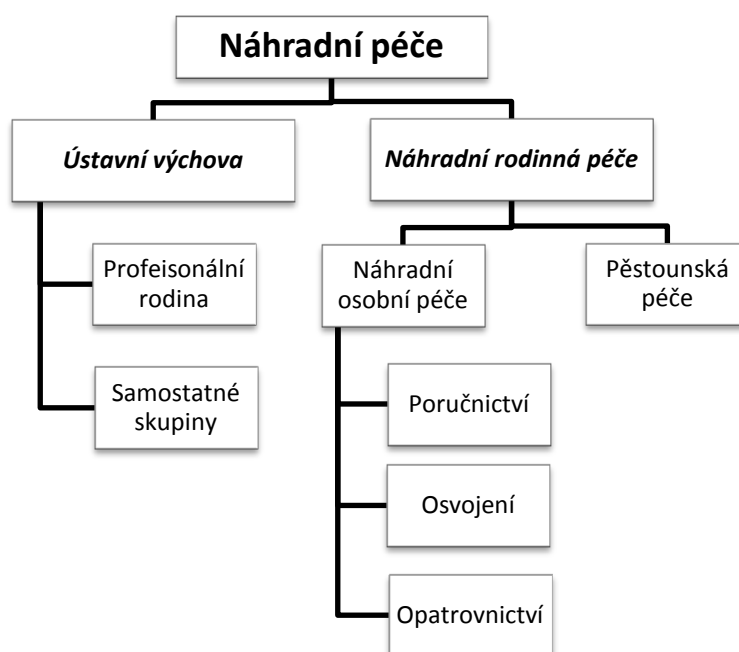 Náhradní péče
Ústavní výchova
Náhradní rodinná péče
Profeisonální
rodina
Náhradní
osobní péče
Pěstounská
péče
Samostatné
skupiny
Poručnictví
Osvojení
Opatrovnictví